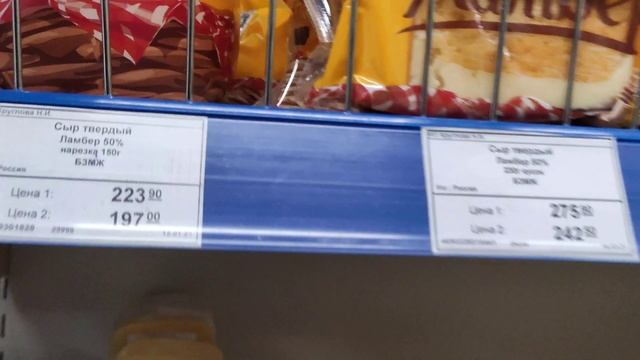 Круглова Н.И.
Сыр твердый
Ламбер 50%
нарезка 150г
БЗМЖ
Россия
Цена 1: 223 90
Цена 2: 197 00
Сыр твердый
Ламбер 50%
БЗМЖ
Россия
Цена 1: 275
Цена 2: 242